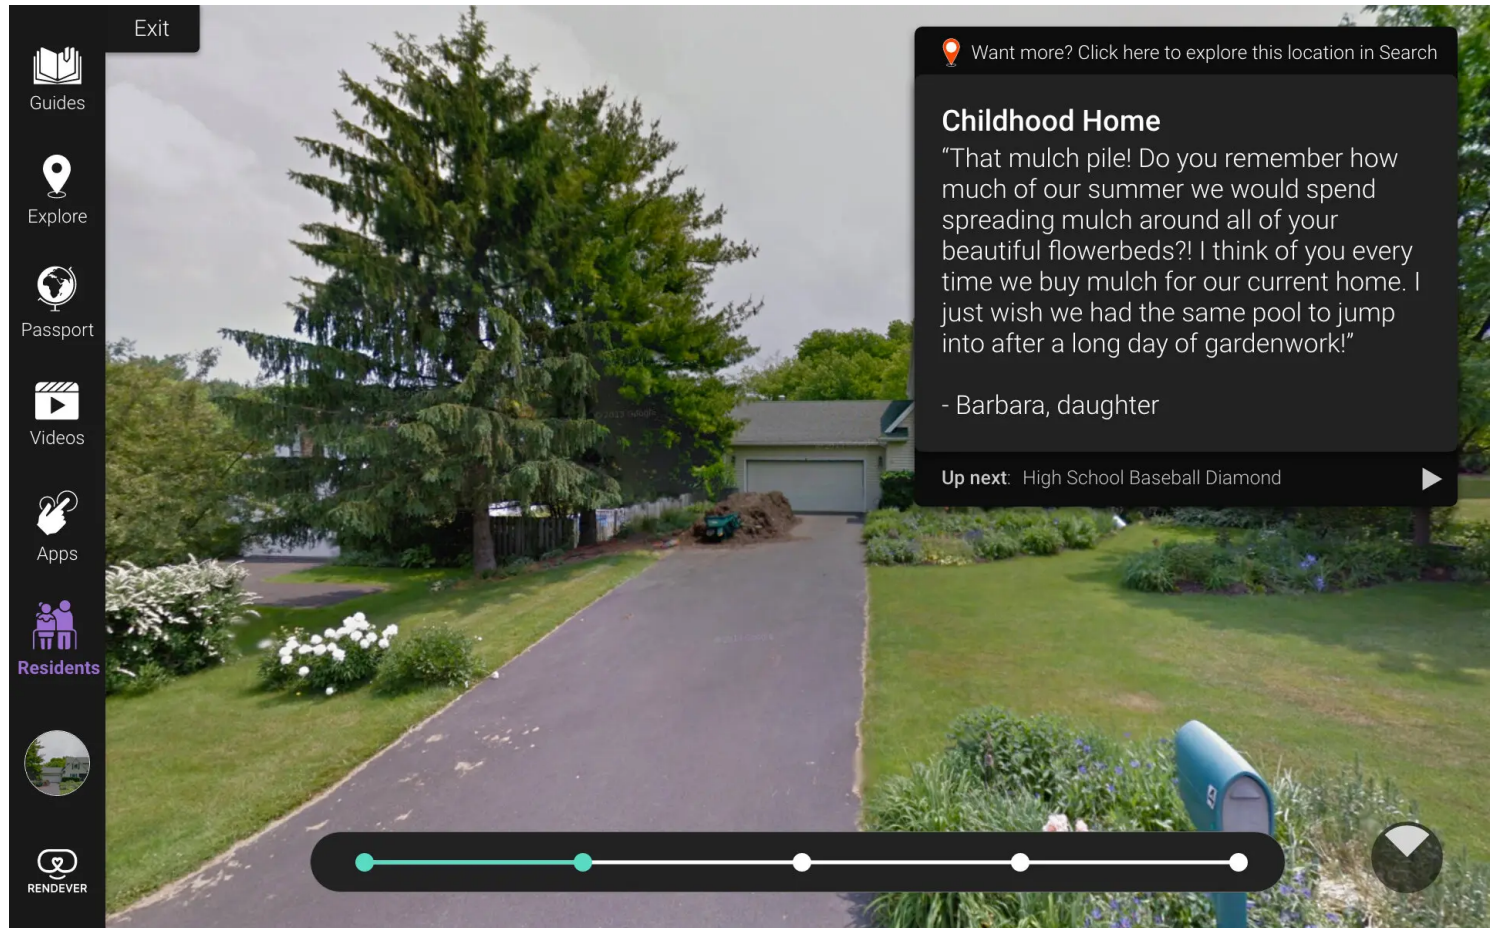 Exit
Guides
Explore
Passport
Videos
Apps
Residents
RENDEVER
Want more? Click here to explore this location in Search
Childhood Home
“That mulch pile! Do you remember how
much of our summer we would spend
spreading mulch around all of your
beautiful flowerbeds?! I think of you every
time we buy mulch for our current home. I
just wish we had the same pool to jump
into after a long day of gardenwork!”
- Barbara, daughter
Up next: High School Baseball Diamond